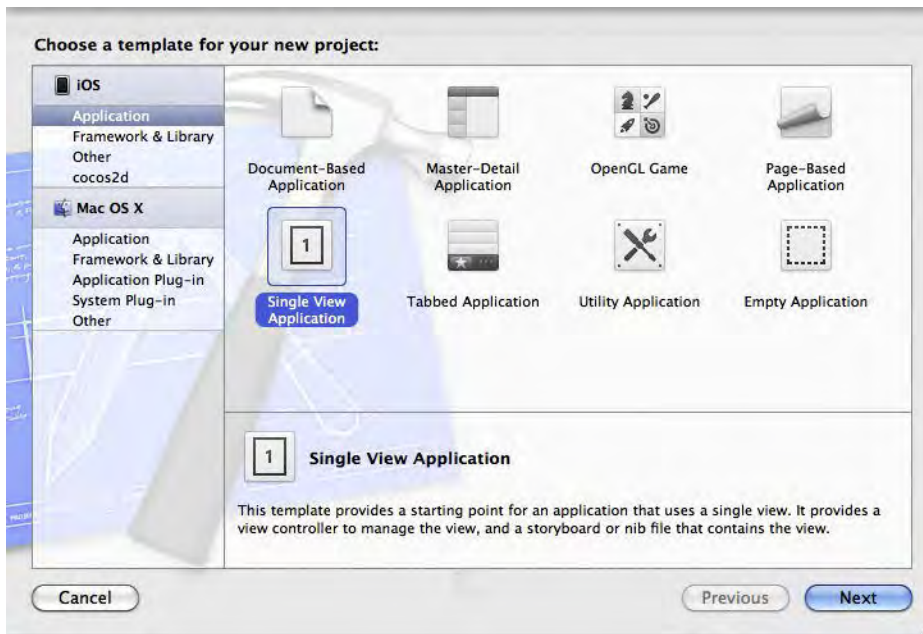 Choose a template for your new project:
iOS
Application
Framework & Library
Other
cocos2d
Mac OS X
Application
Framework & Library
Application Plug-in
System Plug-in
Other
Document-Based
Application
Master-Detail
Application
OpenGL Game
Page-Based
Application
1
Single View
Application
Tabbed Application
Utility Application
Empty Application
1
Single View Application
This template provides a starting point for an application that uses a single view. It provides a
view controller to manage the view, and a storyboard or nib file that contains the view.
Cancel
Previous
Next